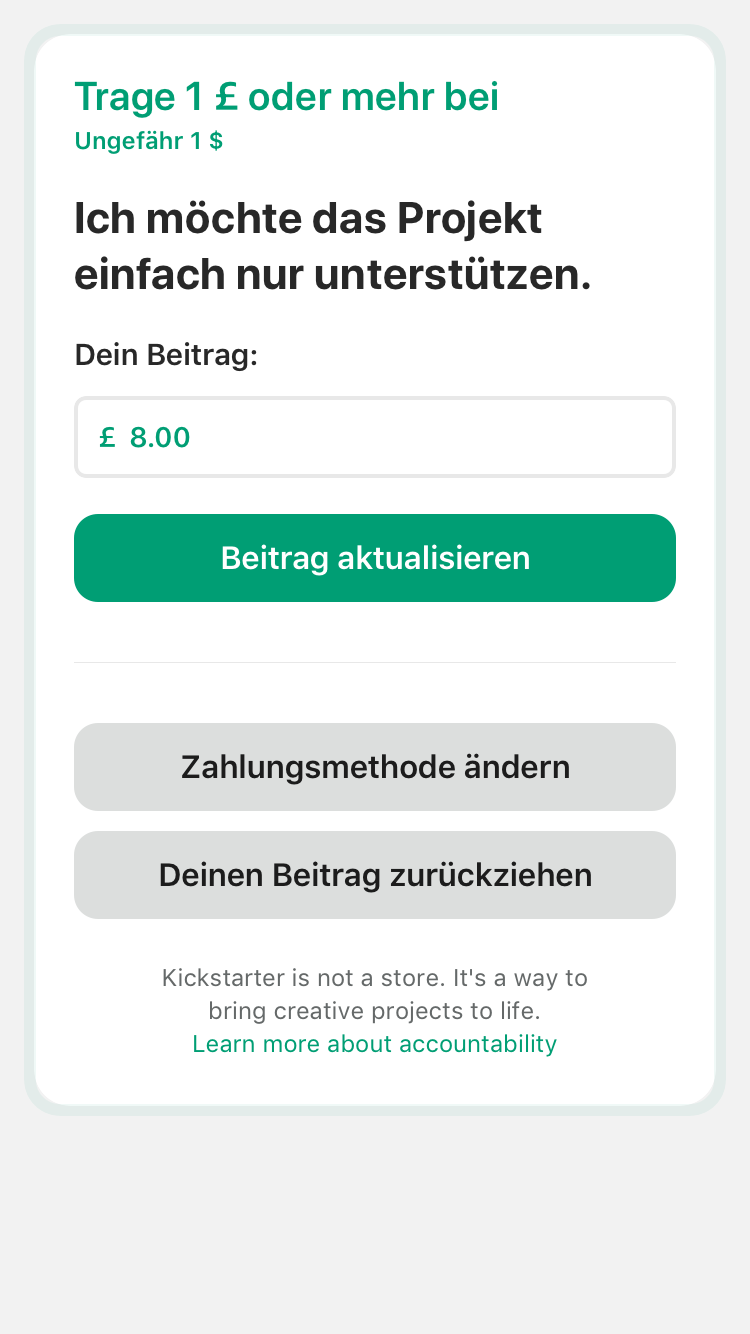 Trage 1 £ oder mehr bei
Ungefähr 1 $
Ich möchte das Projekt
einfach nur unterstützen.
Dein Beitrag:
£ 8.00
Beitrag aktualisieren
Zahlungsmethode ändern
Deinen Beitrag zurückziehen
Kickstarter is not a store. It's a way to
bring creative projects to life.
Learn more about accountability